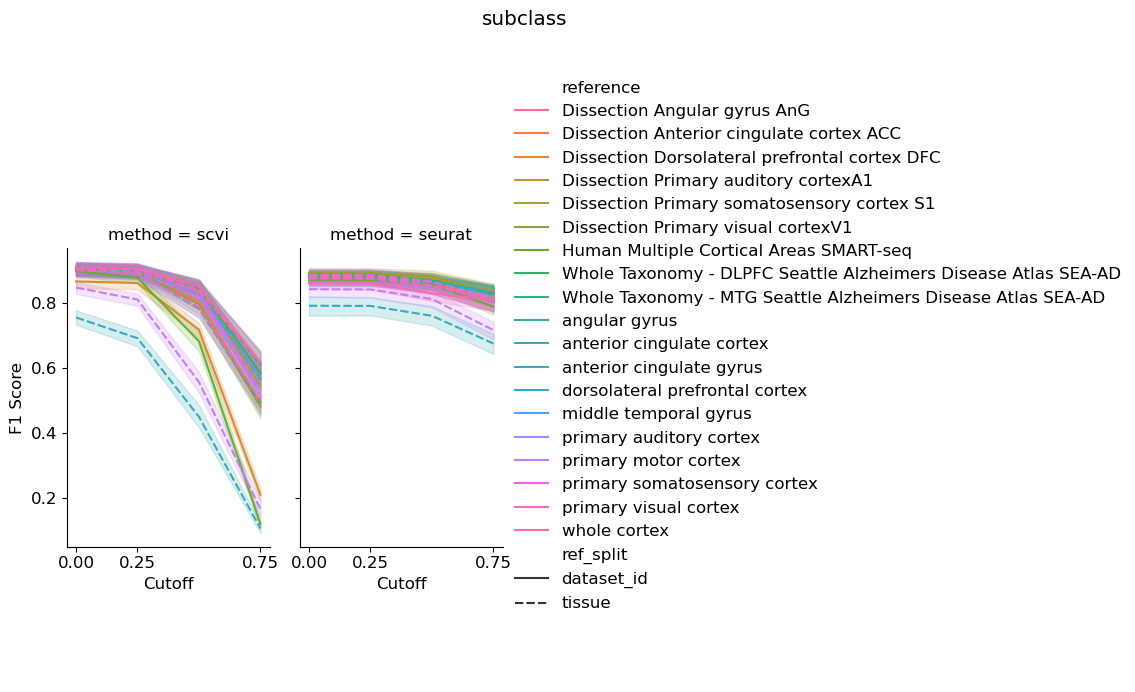 subclass
method = scvi
method = seurat
F1 Score
0.8
0.6
0.4
0.2
0.00 0.25 0.75
0.00 0.25 0.75
Cutoff
Cutoff
reference
Dissection Angular gyrus AnG
Dissection Anterior cingulate cortex ACC
Dissection Dorsolateral prefrontal cortex DFC
Dissection Primary auditory cortexA1
Dissection Primary somatosensory cortex S1
Dissection Primary visual cortexV1
Human Multiple Cortical Areas SMART-seq
Whole Taxonomy - DLPFC Seattle Alzheimers Disease Atlas SEA-AD
Whole Taxonomy - MTG Seattle Alzheimers Disease Atlas SEA-AD
angular gyrus
anterior cingulate cortex
anterior cingulate gyrus
dorsolateral prefrontal cortex
middle temporal gyrus
primary auditory cortex
primary motor cortex
primary somatosensory cortex
primary visual cortex
whole cortex
ref_split
dataset_id
tissue